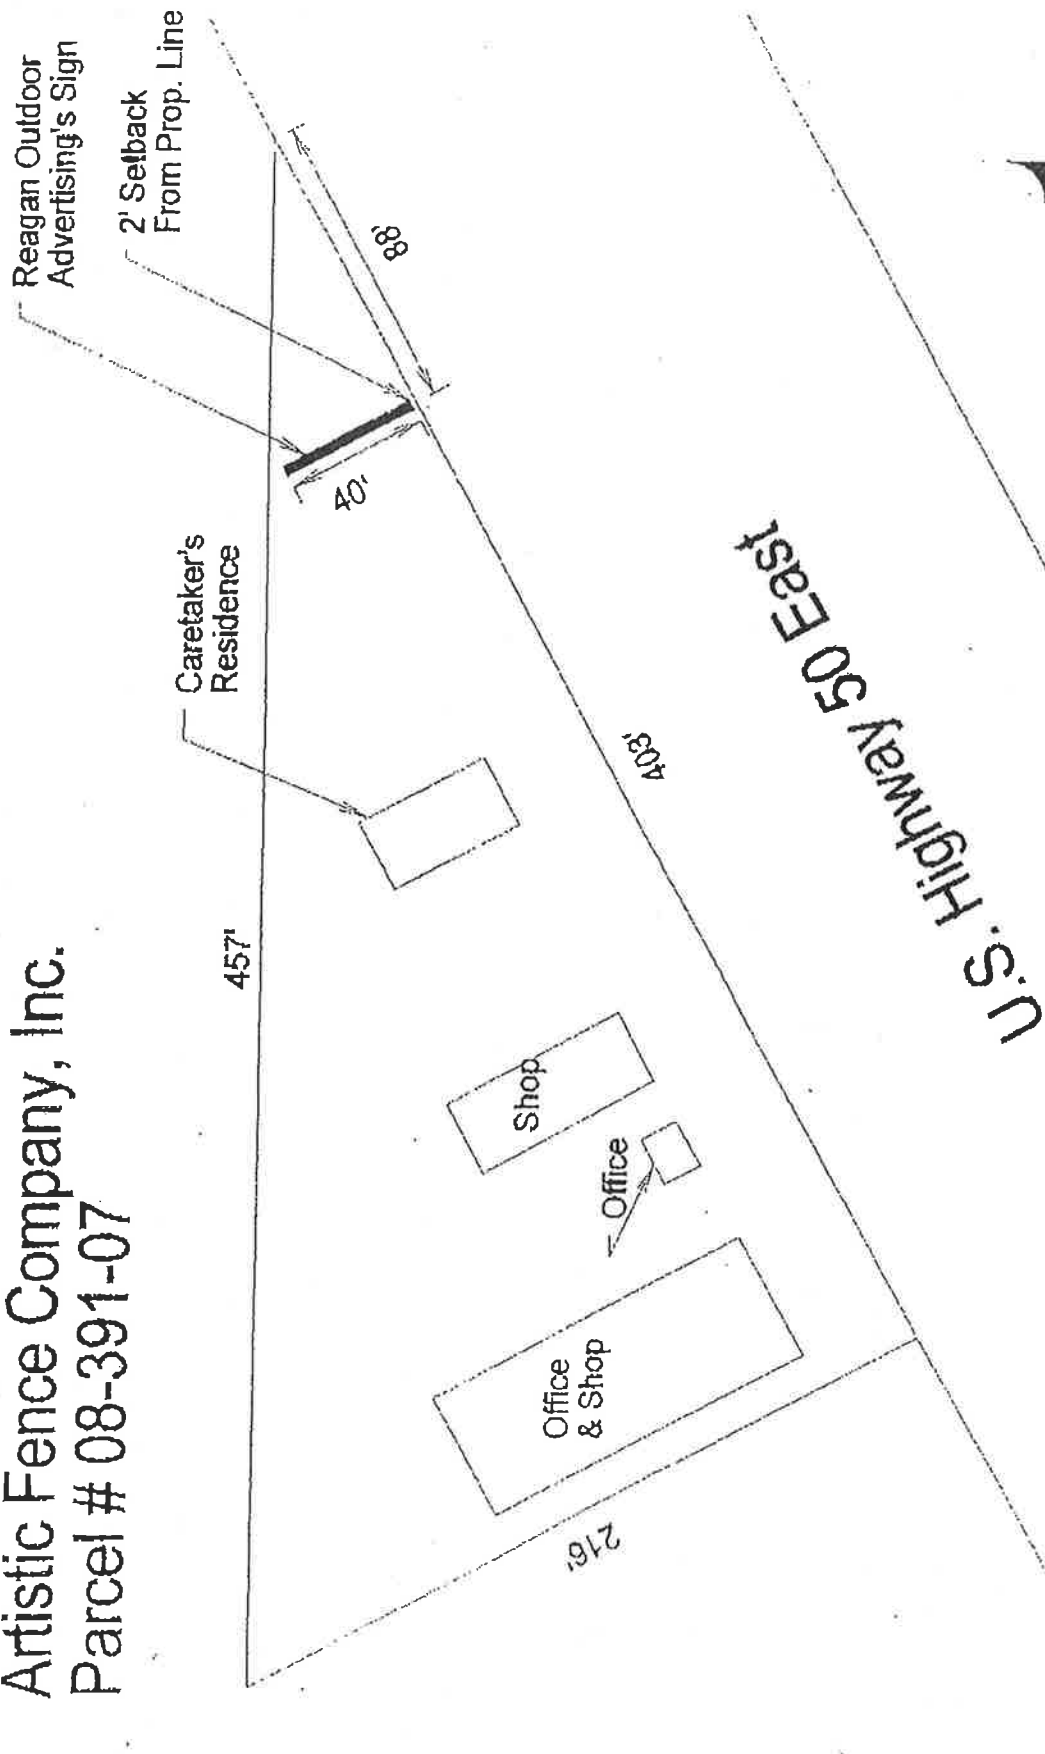 Artistic Fence Company, Inc.
Parcel # 08-391-07
Reagan Outdoor
Advertising's Sign
2' Setback
From Prop. Line
Caretaker's
Residence
457'
88'
40'
Shop
Office
Office
& Shop
403'
216'
U.S. Highway 50 East